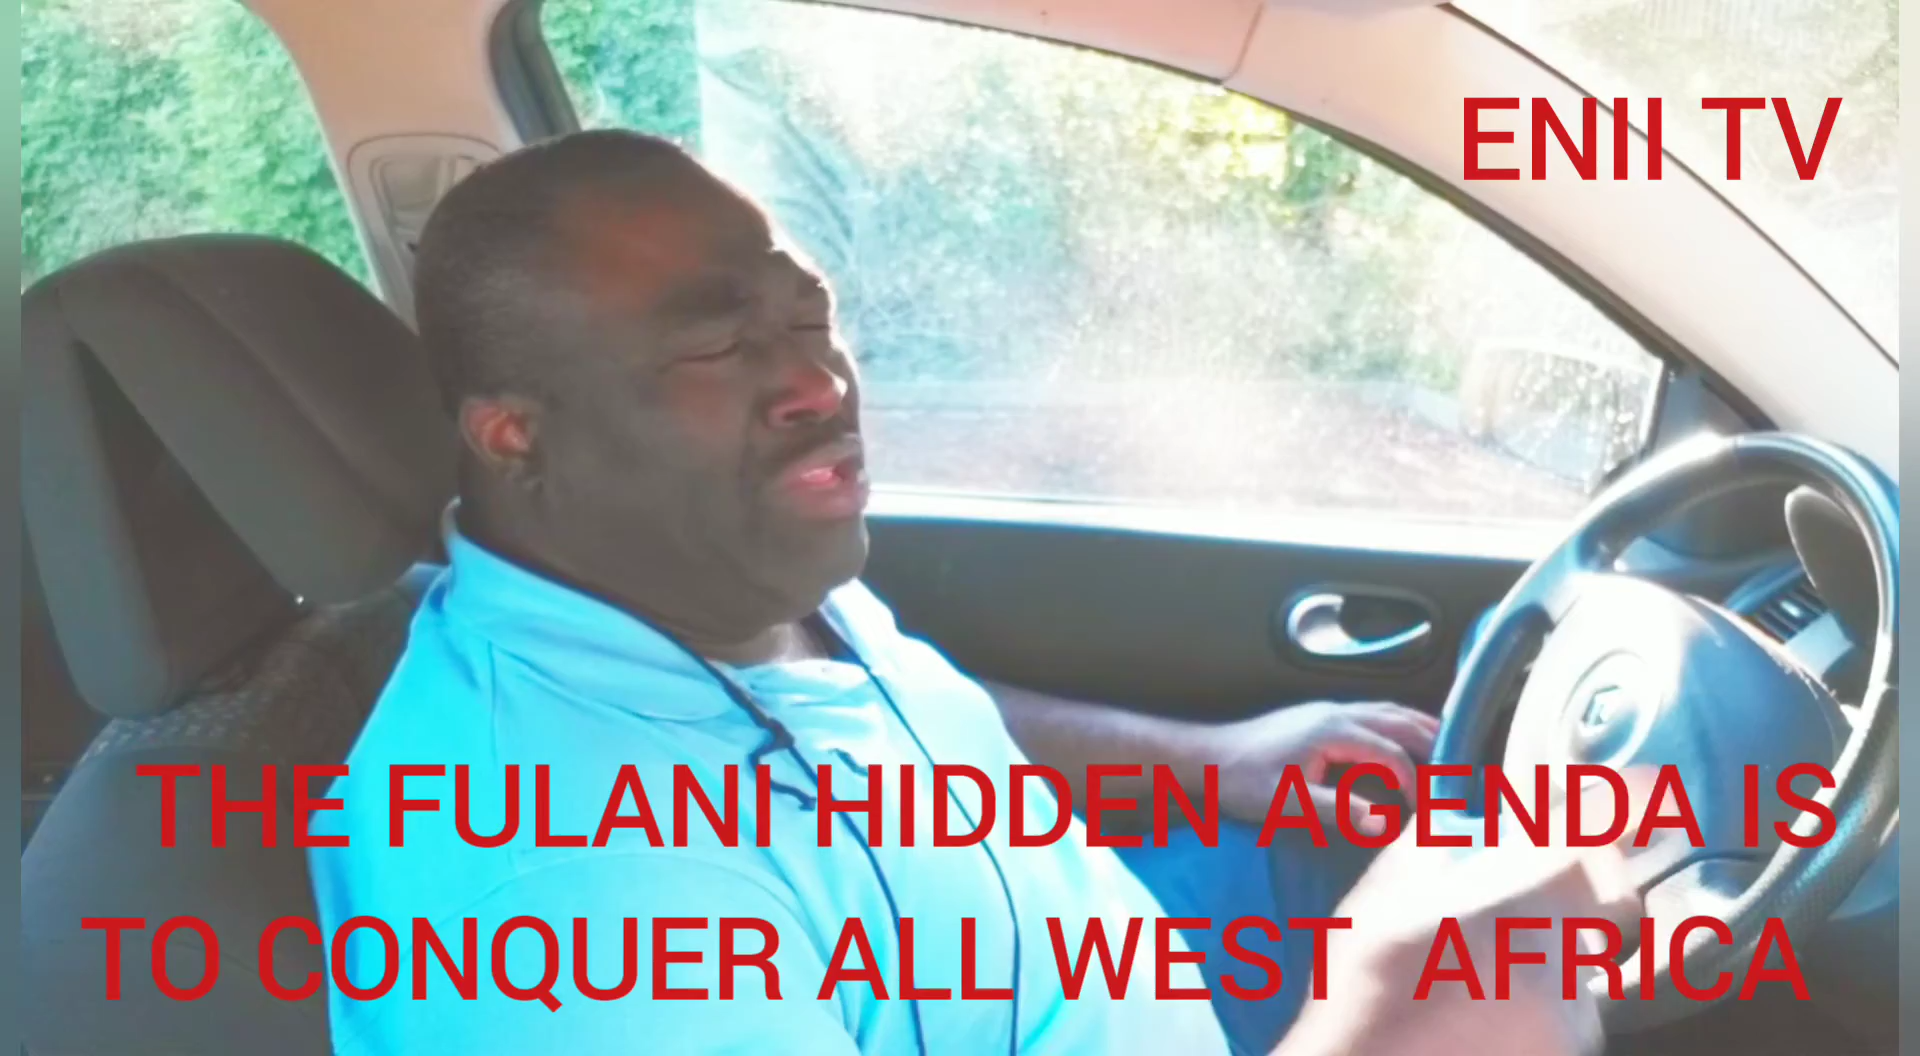 ENII TV
THE FULANI HIDDEN AGENDA IS
TO CONQUER ALL WEST AFRICA